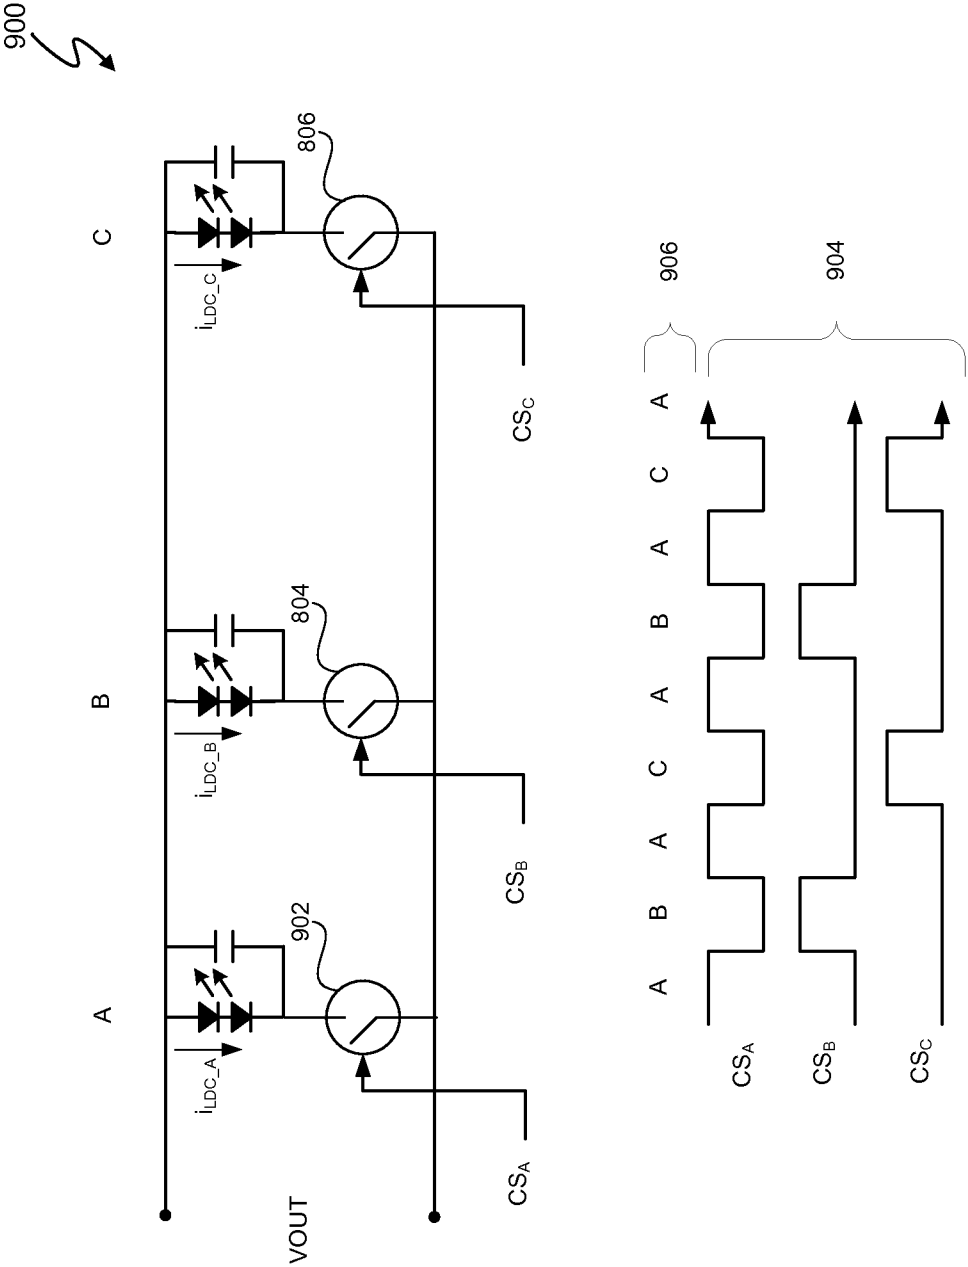 900
A
B
C
i_LDC_A
i_LDC_B
i_LDC_C
902
804
806
VOUT
CS_A
CS_B
CS_C
A B A C A B A C A
906
CS_A
CS_B
CS_C
904